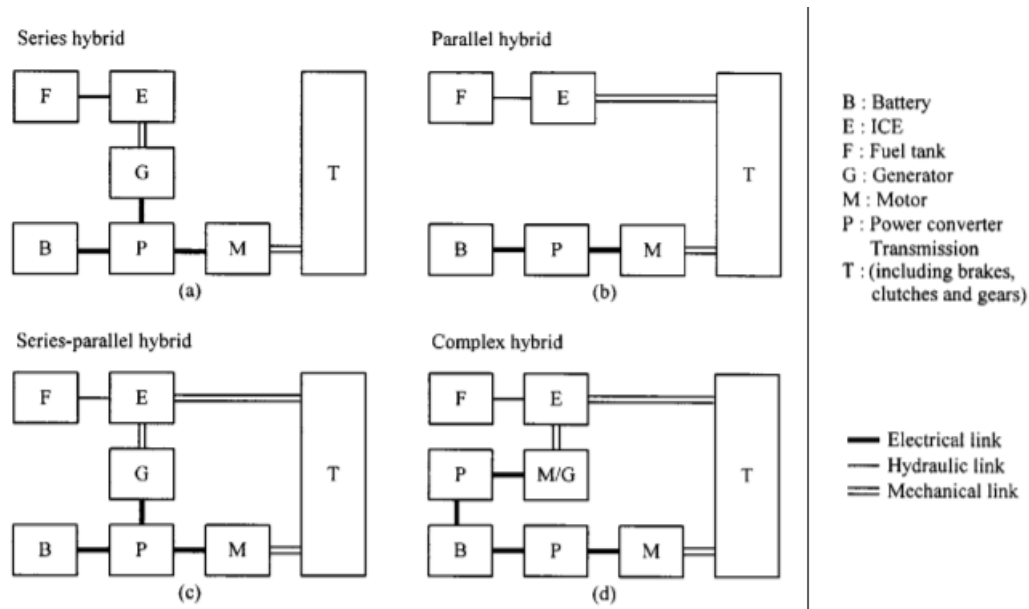 Series hybrid
F
E
G
T
B
P
M
(a)
Parallel hybrid
F
E
T
B
P
M
(b)
Series-parallel hybrid
F
E
G
T
B
P
M
(c)
Complex hybrid
F
E
P
M/G
T
B
P
M
(d)
B : Battery
E : ICE
F : Fuel tank
G : Generator
M : Motor
P : Power converter
Transmission
T : (including brakes,
clutches and gears)
Electrical link
Hydraulic link
Mechanical link